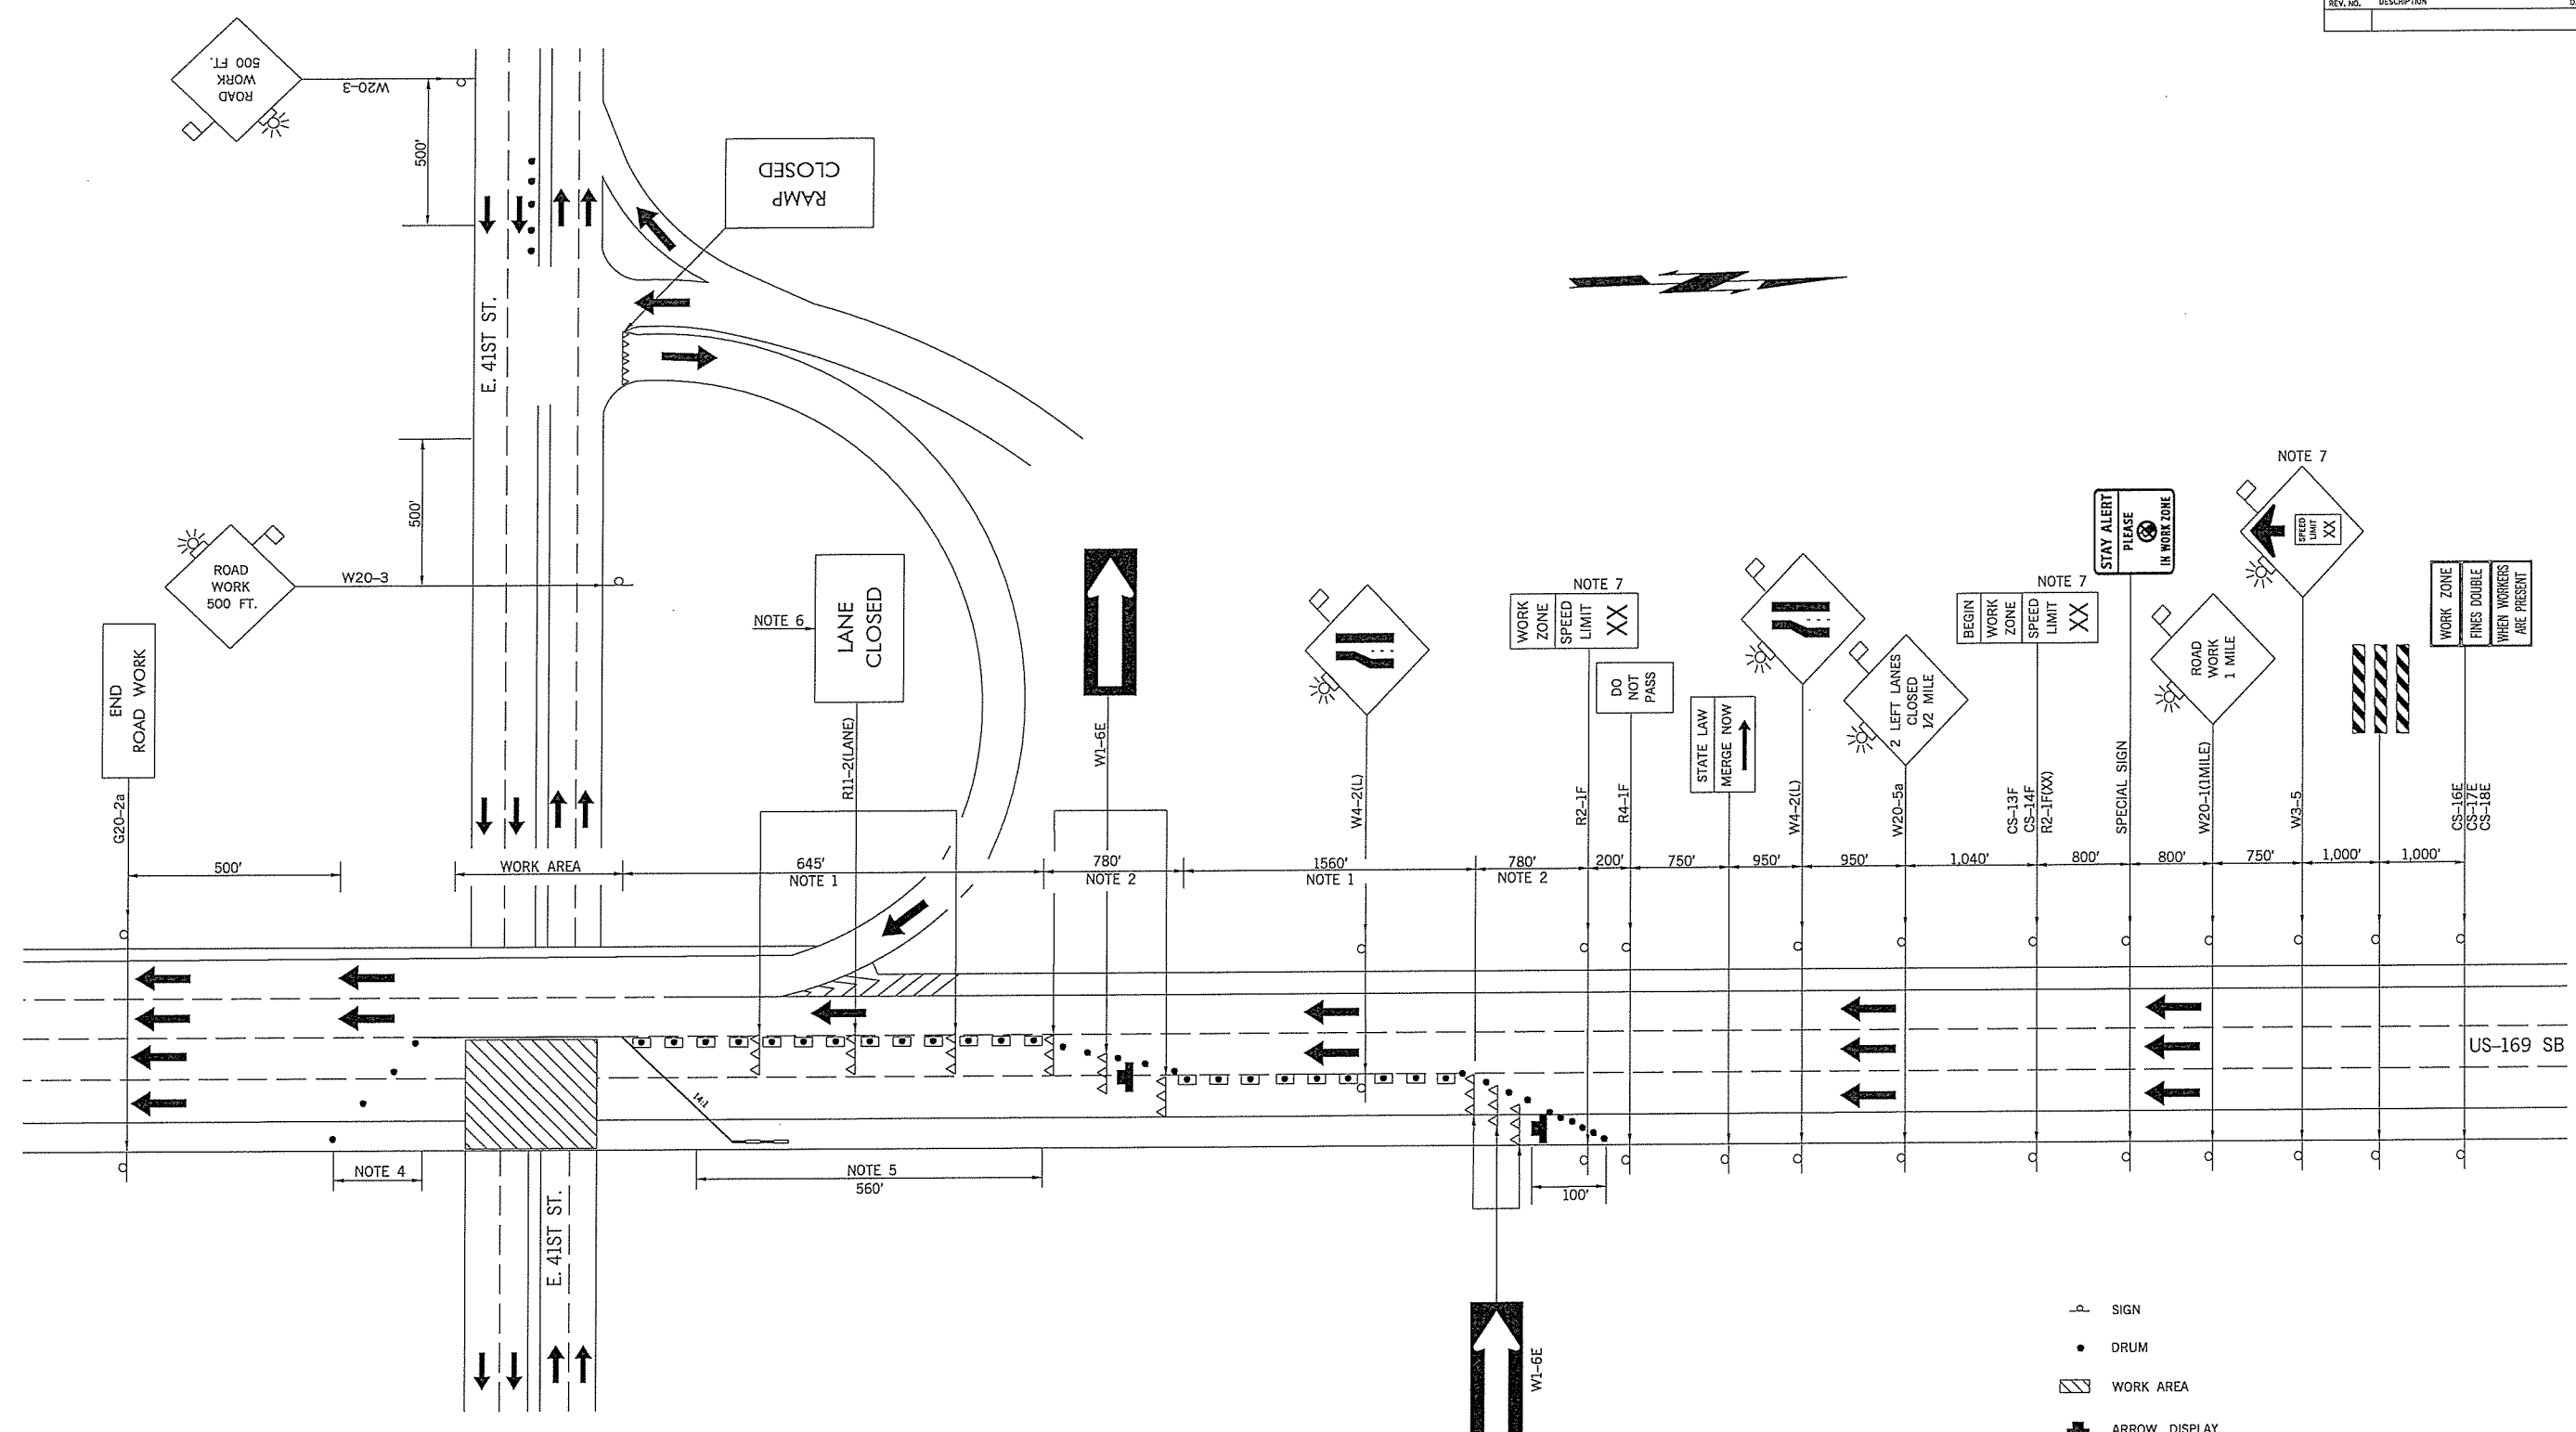 REV. NO. DESCRIPTION
ROAD
WORK
500 FT.
W20-3
500'
RAMP
CLOSED
E. 41ST ST.
500'
ROAD
WORK
500 FT.
W20-3
END
ROAD WORK
G20-2a
NOTE 6
LANE
CLOSED
R11-2(LANE)
W1-6E
W4-2(L)
NOTE 7
WORK
ZONE
SPEED
LIMIT
XX
R2-1F
DO
NOT
PASS
R4-1F
STATE LAW
MERGE NOW
W4-2(L)
2 LEFT LANES
CLOSED
1/2 MILE
W20-5a
NOTE 7
BEGIN
WORK
ZONE
SPEED
LIMIT
XX
CS-13F
CS-14F
R2-1F(XX)
STAY ALERT
PLEASE
IN WORK ZONE
SPECIAL SIGN
ROAD
WORK
1 MILE
W20-1(1MILE)
NOTE 7
SPEED
LIMIT
XX
W3-5
WORK ZONE
FINES DOUBLE
WHEN WORKERS
ARE PRESENT
CS-16E
CS-17E
CS-18E
500'
WORK AREA
645'
NOTE 1
780'
NOTE 2
1560'
NOTE 1
780'
NOTE 2
200'
750'
950'
950'
1,040'
800'
800'
750'
1,000'
1,000'
US-169 SB
14:1
NOTE 4
NOTE 5
560'
100'
E. 41ST ST.
W1-6E
SIGN
DRUM
WORK AREA
ARROW DISPLAY